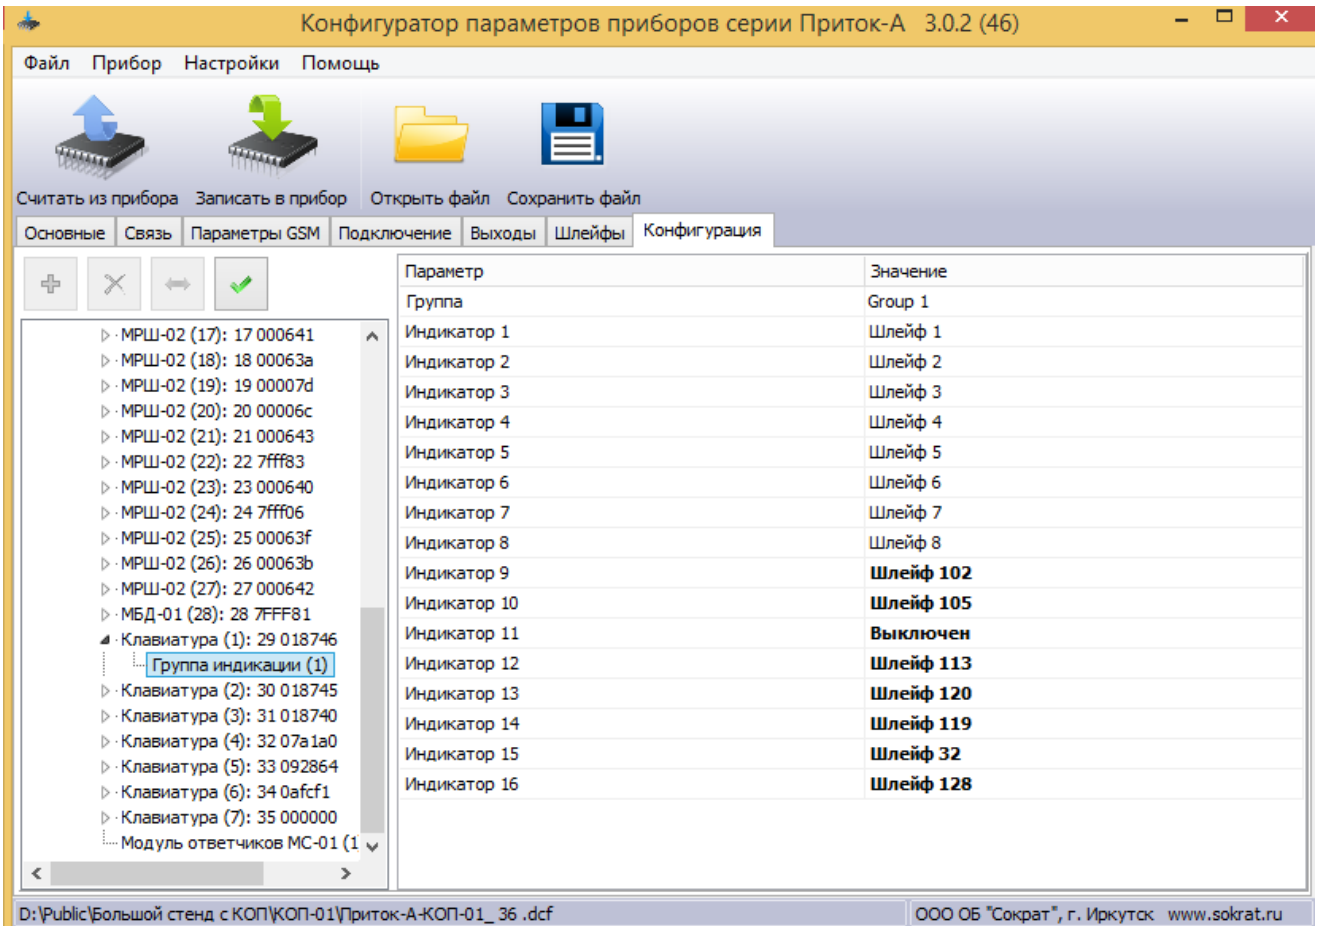 Конфигуратор параметров приборов серии Приток-А 3.0.2 (46)
Файл Прибор Настройки Помощь
Считать из прибора Записать в прибор Открыть файл Сохранить файл
Основные Связь Параметры GSM Подключение Выходы Шлейфы Конфигурация
МРШ-02 (17): 17 000641
МРШ-02 (18): 18 00063a
МРШ-02 (19): 19 00007d
МРШ-02 (20): 20 00006c
МРШ-02 (21): 21 000643
МРШ-02 (22): 22 7fff83
МРШ-02 (23): 23 000640
МРШ-02 (24): 24 7fff06
МРШ-02 (25): 25 00063f
МРШ-02 (26): 26 00063b
МРШ-02 (27): 27 000642
МБД-01 (28): 28 7FFF81
Клавиатура (1): 29 018746
Группа индикации (1)
Клавиатура (2): 30 018745
Клавиатура (3): 31 018740
Клавиатура (4): 32 07a1a0
Клавиатура (5): 33 092864
Клавиатура (6): 34 0afcf1
Клавиатура (7): 35 000000
Модуль ответчиков МС-01 (1
Параметр Значение
Группа Group 1
Индикатор 1 Шлейф 1
Индикатор 2 Шлейф 2
Индикатор 3 Шлейф 3
Индикатор 4 Шлейф 4
Индикатор 5 Шлейф 5
Индикатор 6 Шлейф 6
Индикатор 7 Шлейф 7
Индикатор 8 Шлейф 8
Индикатор 9 Шлейф 102
Индикатор 10 Шлейф 105
Индикатор 11 Выключен
Индикатор 12 Шлейф 113
Индикатор 13 Шлейф 120
Индикатор 14 Шлейф 119
Индикатор 15 Шлейф 32
Индикатор 16 Шлейф 128
D:\Public\Большой стенд с КОП\КОП-01\Приток-А-КОП-01_ 36 .dcf
ООО ОБ "Сократ", г. Иркутск www.sokrat.ru